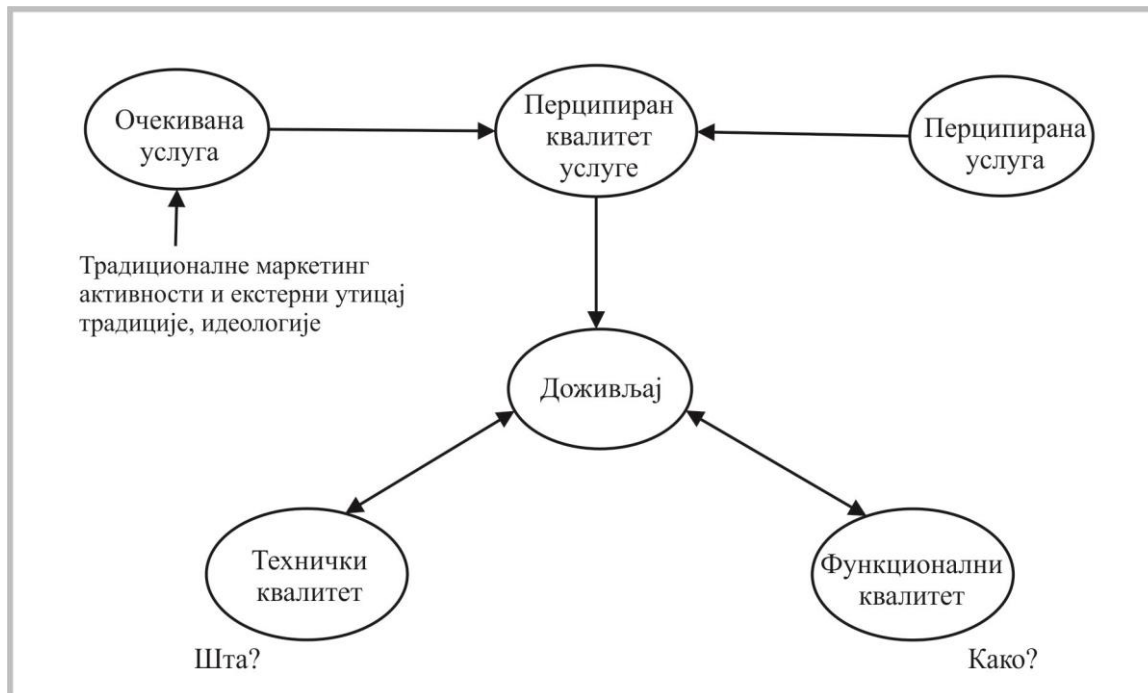 Очекивана
услуга
Перципиран
квалитет
услуге
Перципирана
услуга
Традиционалне маркетинг
активности и екстерни утицај
традиције, идеологије
Доживљај
Технички
квалитет
Функционални
квалитет
Шта?
Како?